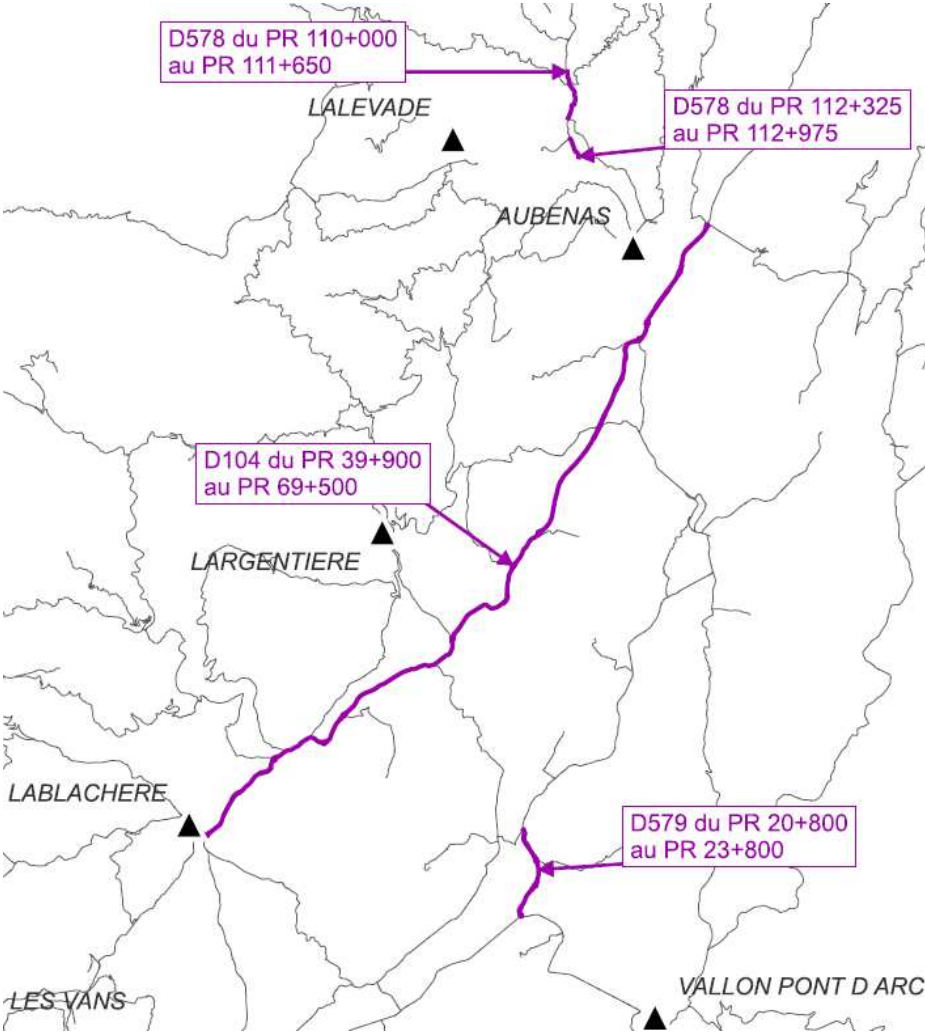 D578 du PR 110+000
au PR 111+650
LALEVADE
D578 du PR 112+325
au PR 112+975
AUBENAS
D104 du PR 39+900
au PR 69+500
LARGENTIERE
LABLACHERE
D579 du PR 20+800
au PR 23+800
LES VANS
VALLON PONT D ARC